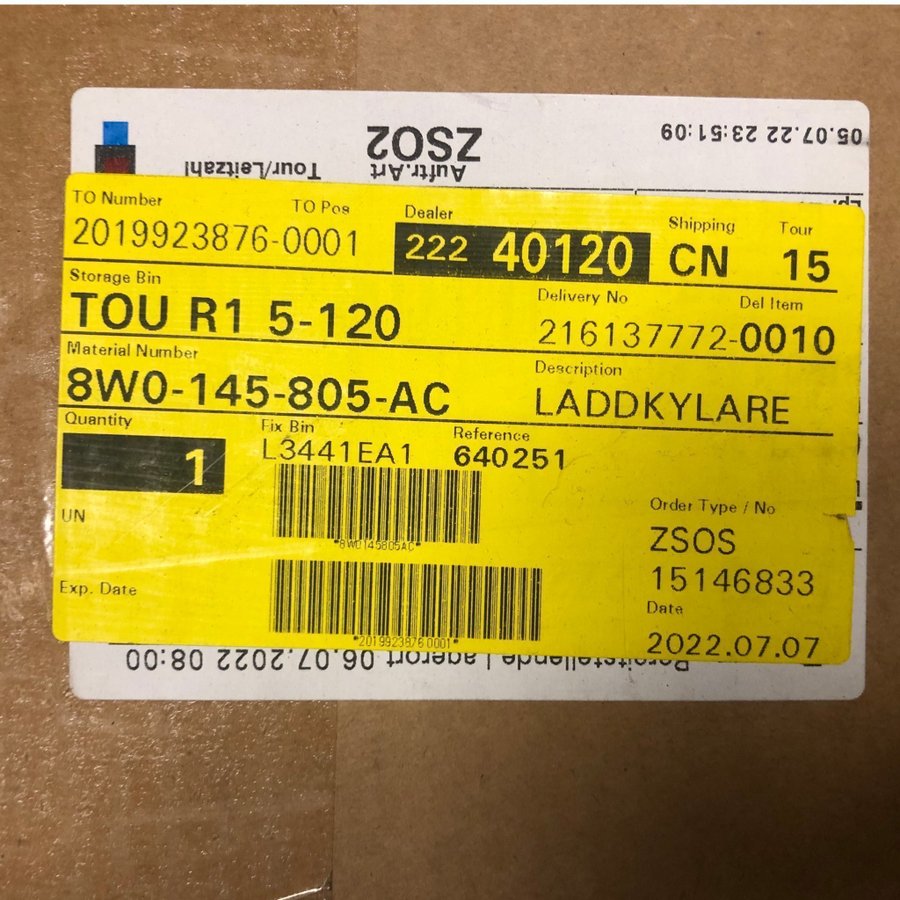 05.07.22 23:51:09
ZSO2
Auftr.Art
Tour/Leitzahl
TO Number TO Pos
2019923876-0001
Dealer
222 40120
Shipping Tour
CN 15
Storage Bin
TOU R1 5-120
Delivery No Del Item
216137772-0010
Material Number
8W0-145-805-AC
Description
LADDKYLARE
Quantity
1
Fix Bin
L3441EA1
Reference
640251
*8W0145805AC*
UN
Order Type / No
ZSOS
15146833
Exp. Date
*2019923876 0001*
Date
2022.07.07
Bereitstellende Lagerort 06.07.2022 08:00